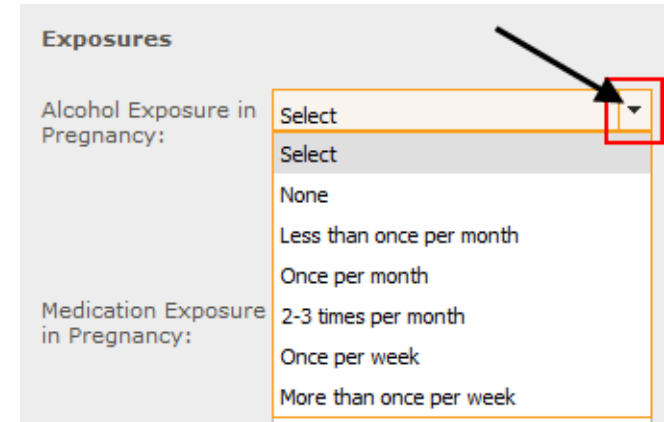 Exposures
Alcohol Exposure in
Pregnancy:
Select
Select
None
Less than once per month
Once per month
2-3 times per month
Once per week
More than once per week
Medication Exposure
in Pregnancy: